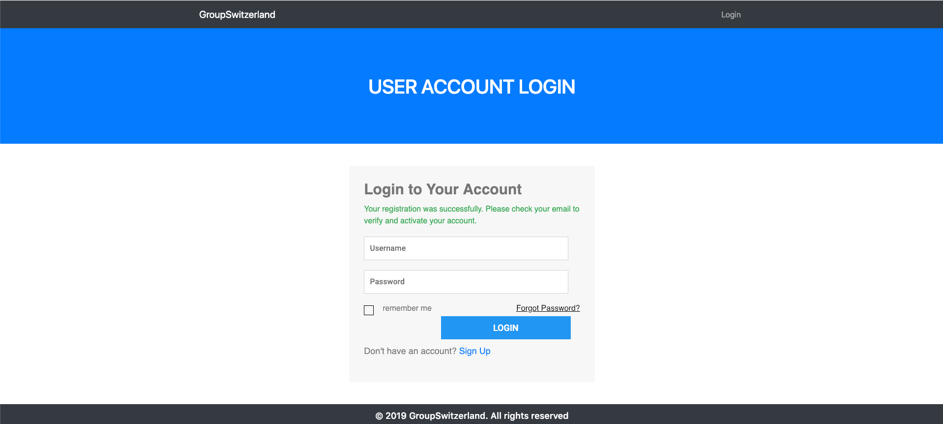 GroupSwitzerland
Login
USER ACCOUNT LOGIN
Login to Your Account
Your registration was successfully. Please check your email to
verify and activate your account.
Username
Password
remember me
Forgot Password?
LOGIN
Don't have an account? Sign Up
© 2019 GroupSwitzerland. All rights reserved